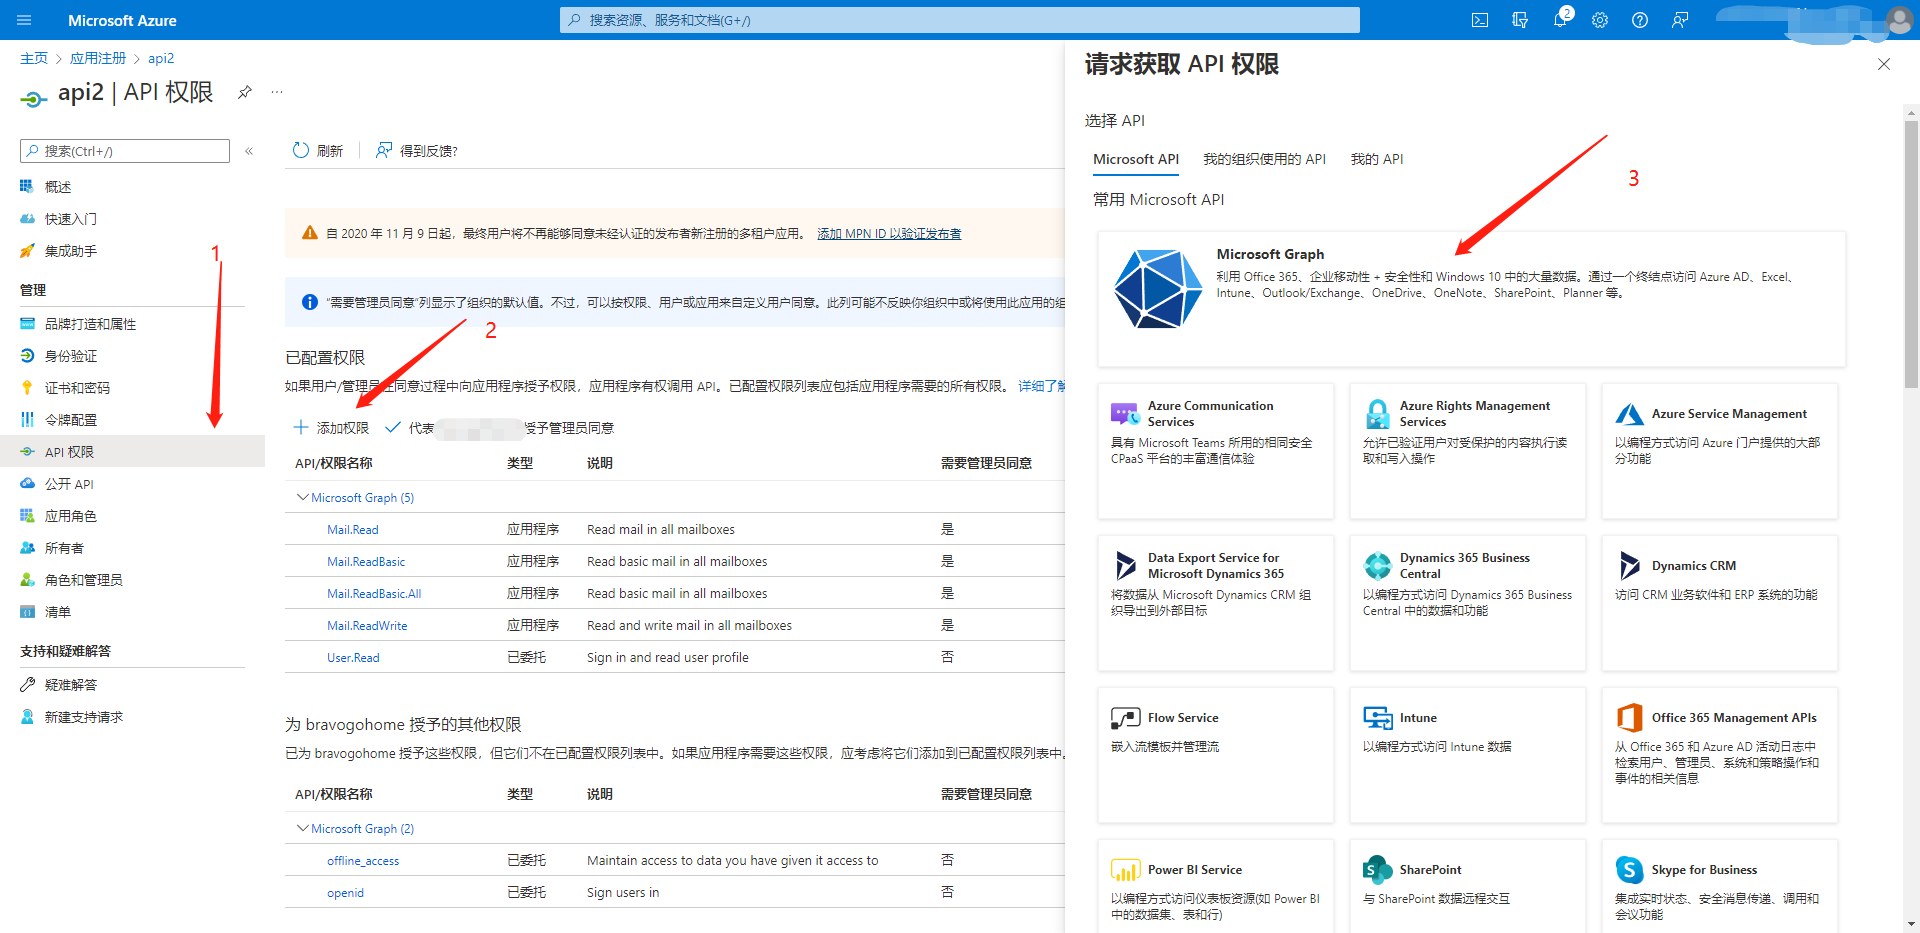 Microsoft Azure
搜索资源、服务和文档(G+/)
2
主页 > 应用注册 > api2
api2 | API 权限
搜索(Ctrl+/)
概述
快速入门
集成助手
管理
品牌打造和属性
身份验证
证书和密码
令牌配置
API 权限
公开 API
应用角色
所有者
角色和管理员
清单
支持和疑难解答
疑难解答
新建支持请求
1
刷新
得到反馈?
自 2020 年 11 月 9 日起，最终用户将不再能够同意未经认证的发布者新注册的多租户应用。 添加 MPN ID 以验证发布者
"需要管理员同意"列显示了组织的默认值。不过，可以按权限、用户或应用来自定义用户同意。此列可能不反映你组织中或将使用此应用的组
2
已配置权限
如果用户/管理员在同意过程中向应用程序授予权限，应用程序有权调用 API。已配置权限列表应包括应用程序需要的所有权限。 详细了解
添加权限 代表 授予管理员同意
API/权限名称 类型 说明 需要管理员同意
Microsoft Graph (5)
Mail.Read 应用程序 Read mail in all mailboxes 是
Mail.ReadBasic 应用程序 Read basic mail in all mailboxes 是
Mail.ReadBasic.All 应用程序 Read basic mail in all mailboxes 是
Mail.ReadWrite 应用程序 Read and write mail in all mailboxes 是
User.Read 已委托 Sign in and read user profile 否
为 bravogohome 授予的其他权限
已为 bravogohome 授予这些权限，但它们不在已配置权限列表中。如果应用程序需要这些权限，应考虑将它们添加到已配置权限列表中。
API/权限名称 类型 说明 需要管理员同意
Microsoft Graph (2)
offline_access 已委托 Maintain access to data you have given it access to 否
openid 已委托 Sign users in 否
请求获取 API 权限
选择 API
Microsoft API 我的组织使用的 API 我的 API
3
常用 Microsoft API
Microsoft Graph
利用 Office 365、企业移动性 + 安全性和 Windows 10 中的大量数据。通过一个终结点访问 Azure AD、Excel、
Intune、Outlook/Exchange、OneDrive、OneNote、SharePoint、Planner 等。
Azure Communication
Services
具有 Microsoft Teams 所用的相同安全
CPaaS 平台的丰富通信体验
Azure Rights Management
Services
允许已验证用户对受保护的内容执行读
取和写入操作
Azure Service Management
以编程方式访问 Azure 门户提供的大部
分功能
Data Export Service for
Microsoft Dynamics 365
将数据从 Microsoft Dynamics CRM 组
织导出到外部目标
Dynamics 365 Business
Central
以编程方式访问 Dynamics 365 Business
Central 中的数据和功能
Dynamics CRM
访问 CRM 业务软件和 ERP 系统的功能
Flow Service
嵌入流模板并管理流
Intune
以编程方式访问 Intune 数据
Office 365 Management APIs
从 Office 365 和 Azure AD 活动日志中
检索用户、管理员、系统和策略操作和
事件的相关信息
Power BI Service
以编程方式访问仪表板资源(如 Power BI
中的数据集、表和行)
SharePoint
与 SharePoint 数据远程交互
Skype for Business
集成实时状态、安全消息传递、调用和
会议功能